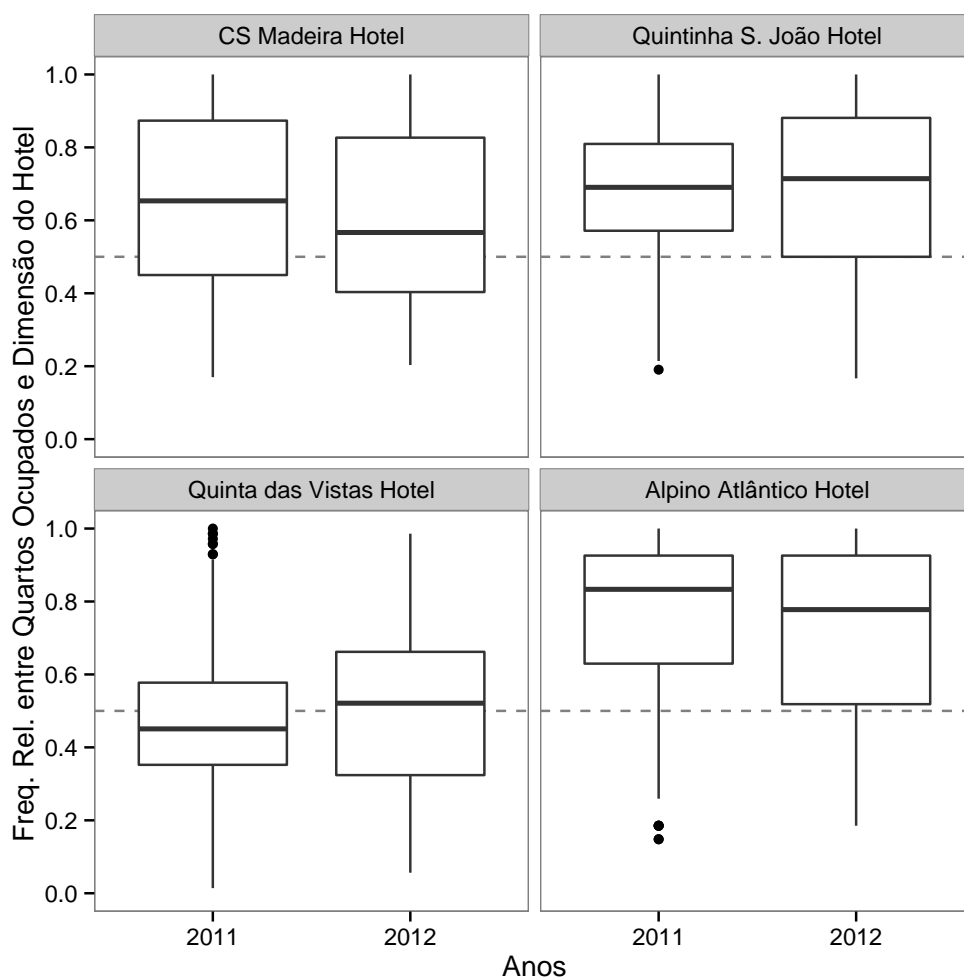 CS Madeira Hotel
Quintinha S. João Hotel
1.0
0.8
0.6
0.4
0.2
0.0
Quinta das Vistas Hotel
Alpino Atlântico Hotel
1.0
0.8
0.6
0.4
0.2
0.0
2011
2012
2011
2012
Anos
Freq. Rel. entre Quartos Ocupados e Dimensão do Hotel